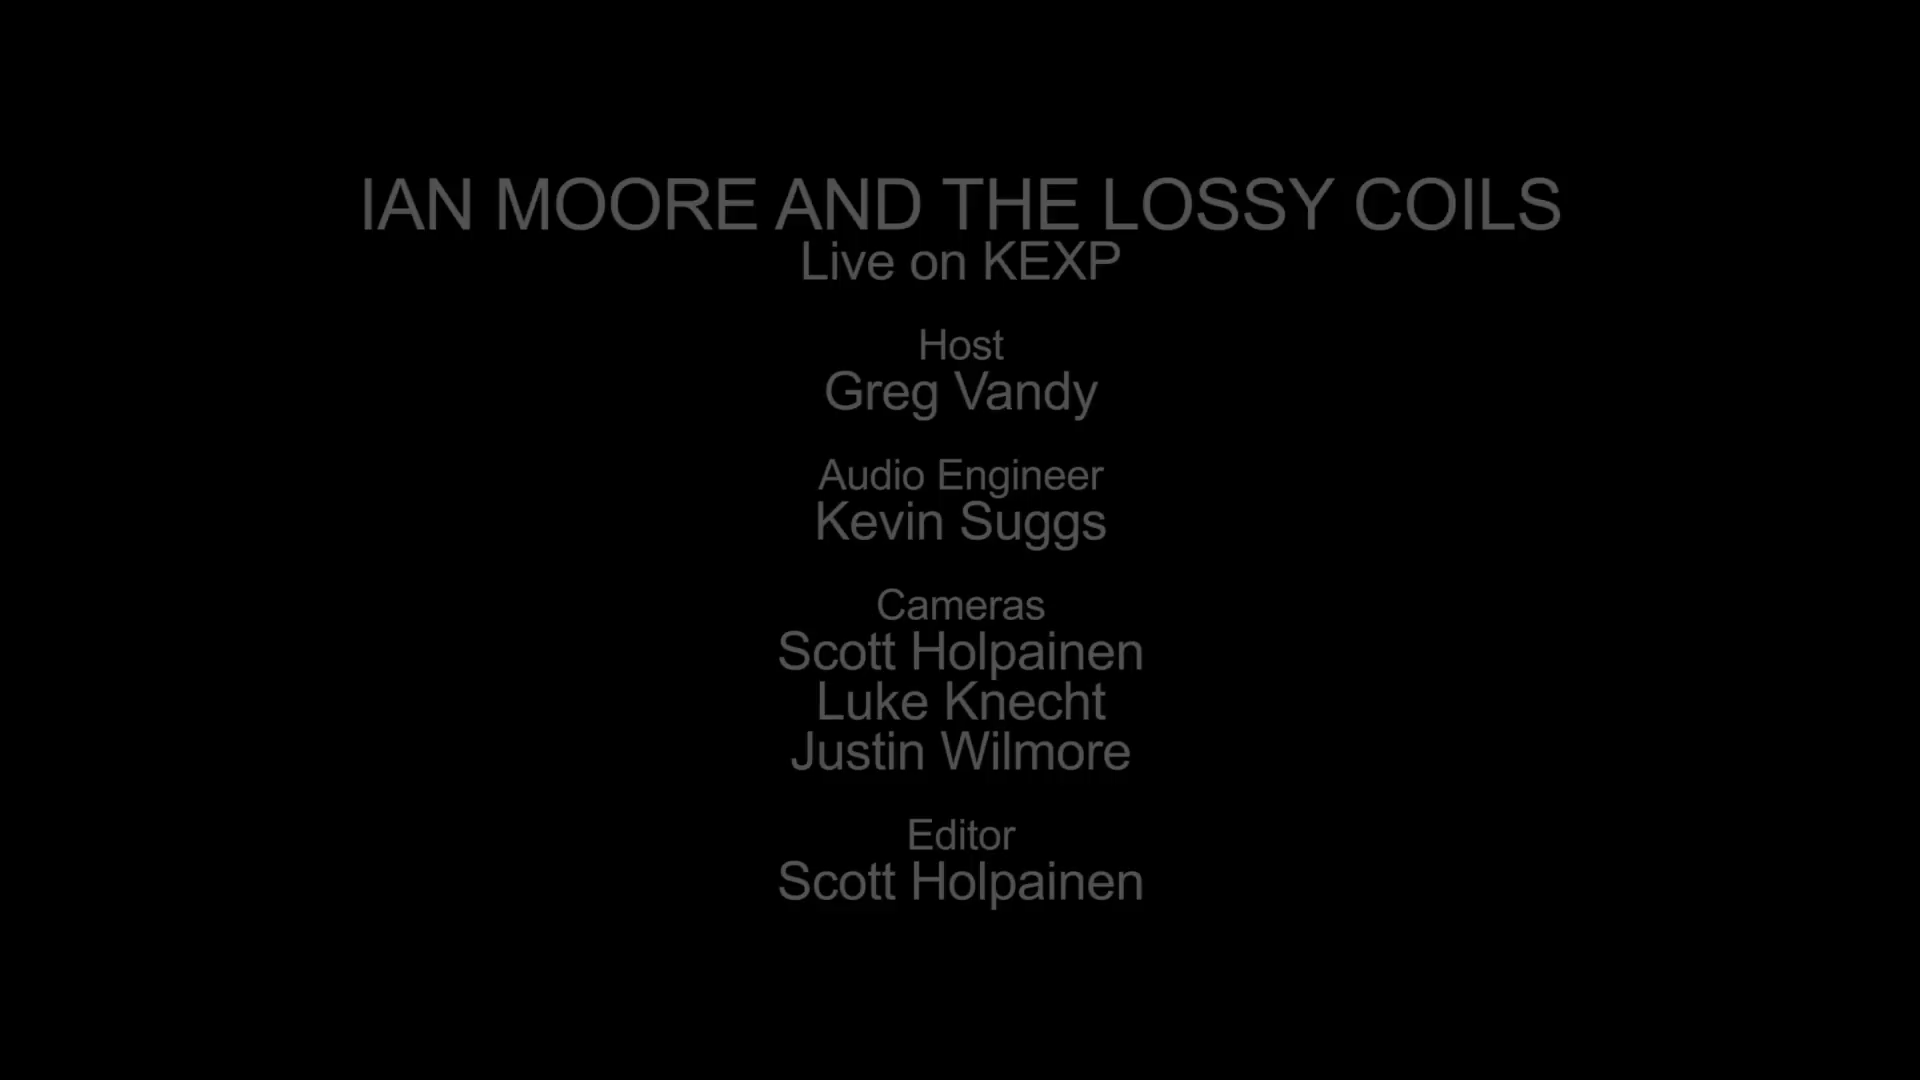 IAN MOORE AND THE LOSSY COILS
Live on KEXP
Host
Greg Vandy
Audio Engineer
Kevin Suggs
Cameras
Scott Holpainen
Luke Knecht
Justin Wilmore
Editor
Scott Holpainen